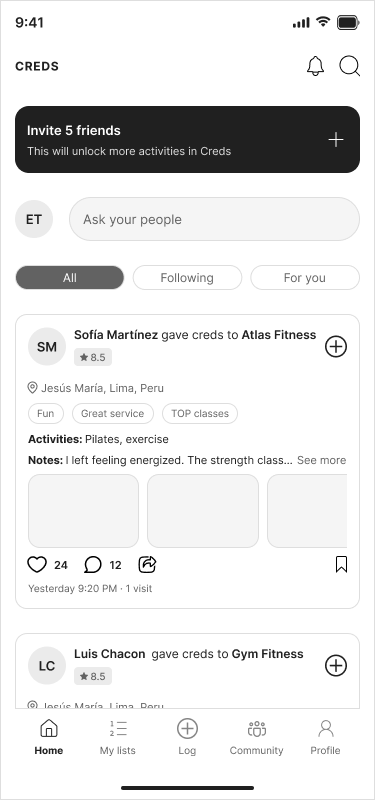 9:41
CREDS
Invite 5 friends
This will unlock more activities in Creds
ET
Ask your people
All
Following
For you
SM
Sofía Martínez gave creds to Atlas Fitness
8.5
Jesús María, Lima, Peru
Fun
Great service
TOP classes
Activities: Pilates, exercise
Notes: I left feeling energized. The strength class... See more
24
12
Yesterday 9:20 PM · 1 visit
LC
Luis Chacon gave creds to Gym Fitness
8.5
Jesús María, Lima, Peru
1
2
Home
My lists
Log
Community
Profile